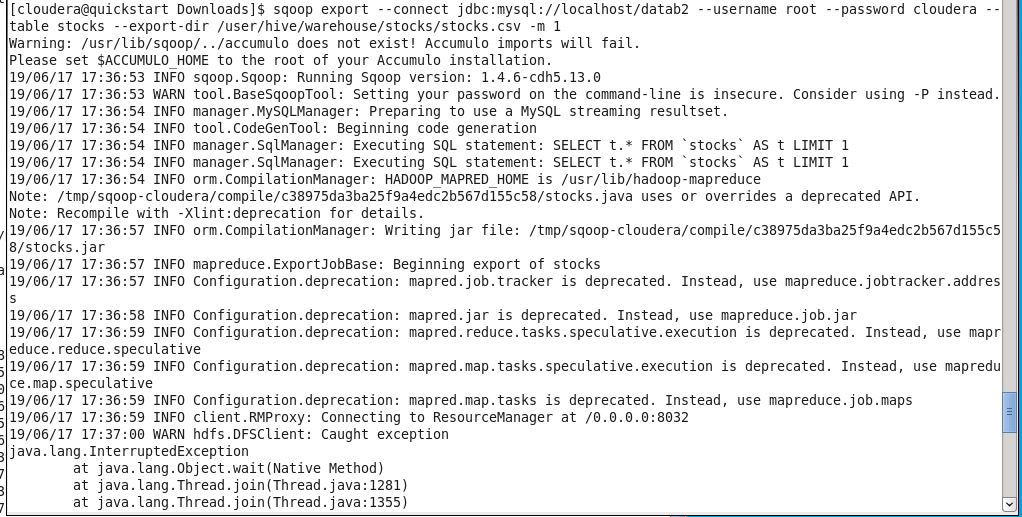 [cloudera@quickstart Downloads]$ sqoop export --connect jdbc:mysql://localhost/datab2 --username root --password cloudera --
table stocks --export-dir /user/hive/warehouse/stocks/stocks.csv -m 1
Warning: /usr/lib/sqoop/../accumulo does not exist! Accumulo imports will fail.
Please set $ACCUMULO_HOME to the root of your Accumulo installation.
19/06/17 17:36:53 INFO sqoop.Sqoop: Running Sqoop version: 1.4.6-cdh5.13.0
19/06/17 17:36:53 WARN tool.BaseSqoopTool: Setting your password on the command-line is insecure. Consider using -P instead.
19/06/17 17:36:54 INFO manager.MySQLManager: Preparing to use a MySQL streaming resultset.
19/06/17 17:36:54 INFO tool.CodeGenTool: Beginning code generation
19/06/17 17:36:54 INFO manager.SqlManager: Executing SQL statement: SELECT t.* FROM `stocks` AS t LIMIT 1
19/06/17 17:36:54 INFO manager.SqlManager: Executing SQL statement: SELECT t.* FROM `stocks` AS t LIMIT 1
19/06/17 17:36:54 INFO orm.CompilationManager: HADOOP_MAPRED_HOME is /usr/lib/hadoop-mapreduce
Note: /tmp/sqoop-cloudera/compile/c38975da3ba25f9a4edc2b567d155c58/stocks.java uses or overrides a deprecated API.
Note: Recompile with -Xlint:deprecation for details.
19/06/17 17:36:57 INFO orm.CompilationManager: Writing jar file: /tmp/sqoop-cloudera/compile/c38975da3ba25f9a4edc2b567d155c5
8/stocks.jar
19/06/17 17:36:57 INFO mapreduce.ExportJobBase: Beginning export of stocks
19/06/17 17:36:57 INFO Configuration.deprecation: mapred.job.tracker is deprecated. Instead, use mapreduce.jobtracker.addres
s
19/06/17 17:36:58 INFO Configuration.deprecation: mapred.jar is deprecated. Instead, use mapreduce.job.jar
19/06/17 17:36:59 INFO Configuration.deprecation: mapred.reduce.tasks.speculative.execution is deprecated. Instead, use mapr
educe.reduce.speculative
19/06/17 17:36:59 INFO Configuration.deprecation: mapred.map.tasks.speculative.execution is deprecated. Instead, use mapredu
ce.map.speculative
19/06/17 17:36:59 INFO Configuration.deprecation: mapred.map.tasks is deprecated. Instead, use mapreduce.job.maps
19/06/17 17:36:59 INFO client.RMProxy: Connecting to ResourceManager at /0.0.0.0:8032
19/06/17 17:37:00 WARN hdfs.DFSClient: Caught exception
java.lang.InterruptedException
at java.lang.Object.wait(Native Method)
at java.lang.Thread.join(Thread.java:1281)
at java.lang.Thread.join(Thread.java:1355)